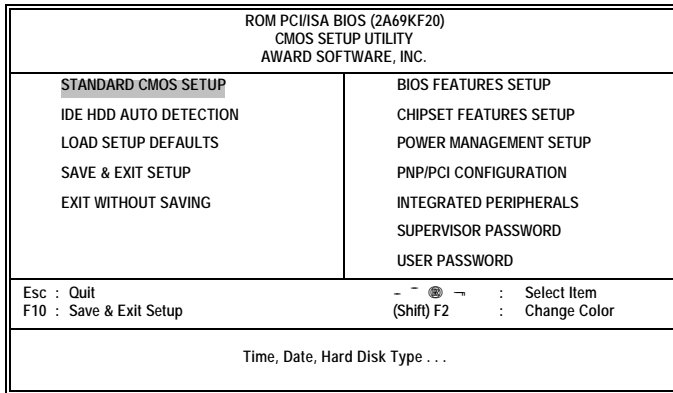 ROM PCI/ISA BIOS (2A69KF20)
CMOS SETUP UTILITY
AWARD SOFTWARE, INC.
STANDARD CMOS SETUP
IDE HDD AUTO DETECTION
LOAD SETUP DEFAULTS
SAVE & EXIT SETUP
EXIT WITHOUT SAVING
BIOS FEATURES SETUP
CHIPSET FEATURES SETUP
POWER MANAGEMENT SETUP
PNP/PCI CONFIGURATION
INTEGRATED PERIPHERALS
SUPERVISOR PASSWORD
USER PASSWORD
Esc : Quit
F10 : Save & Exit Setup
: Select Item
(Shift) F2 : Change Color
Time, Date, Hard Disk Type . . .